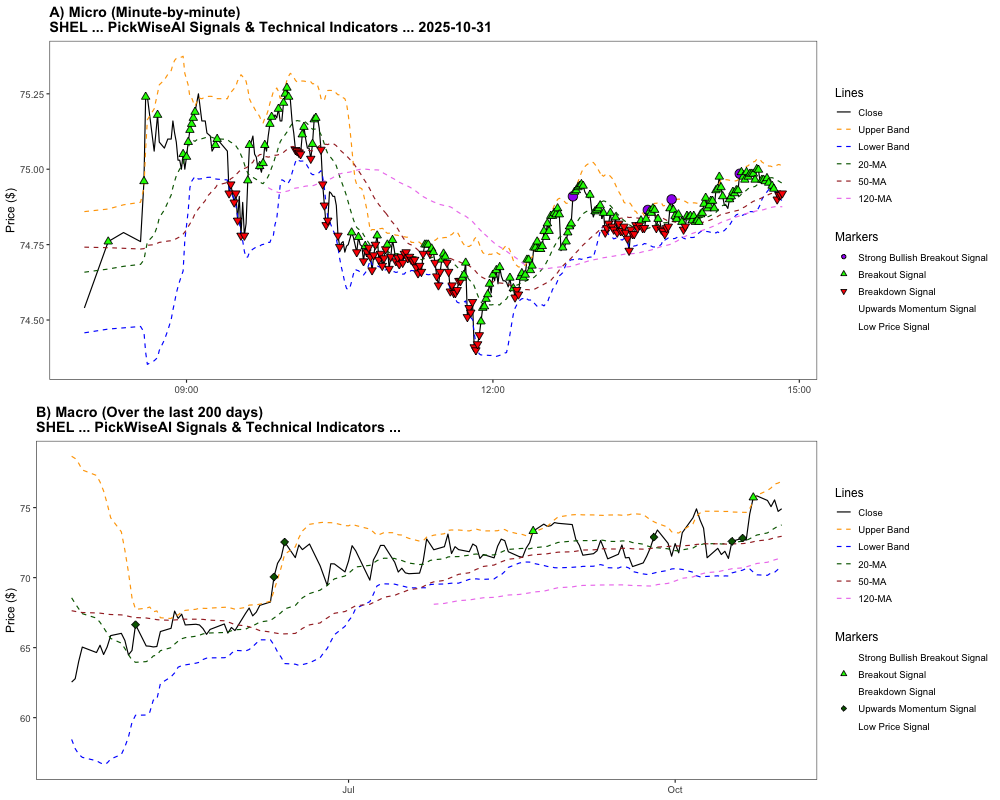 A) Micro (Minute-by-minute)
SHEL ... PickWiseAI Signals & Technical Indicators ... 2025-10-31
Price ($)
75.25
75.00
74.75
74.50
09:00
12:00
15:00
Lines
Close
Upper Band
Lower Band
20-MA
50-MA
120-MA
Markers
Strong Bullish Breakout Signal
Breakout Signal
Breakdown Signal
Upwards Momentum Signal
Low Price Signal
B) Macro (Over the last 200 days)
SHEL ... PickWiseAI Signals & Technical Indicators ...
Price ($)
75
70
65
60
Jul
Oct
Lines
Close
Upper Band
Lower Band
20-MA
50-MA
120-MA
Markers
Strong Bullish Breakout Signal
Breakout Signal
Breakdown Signal
Upwards Momentum Signal
Low Price Signal